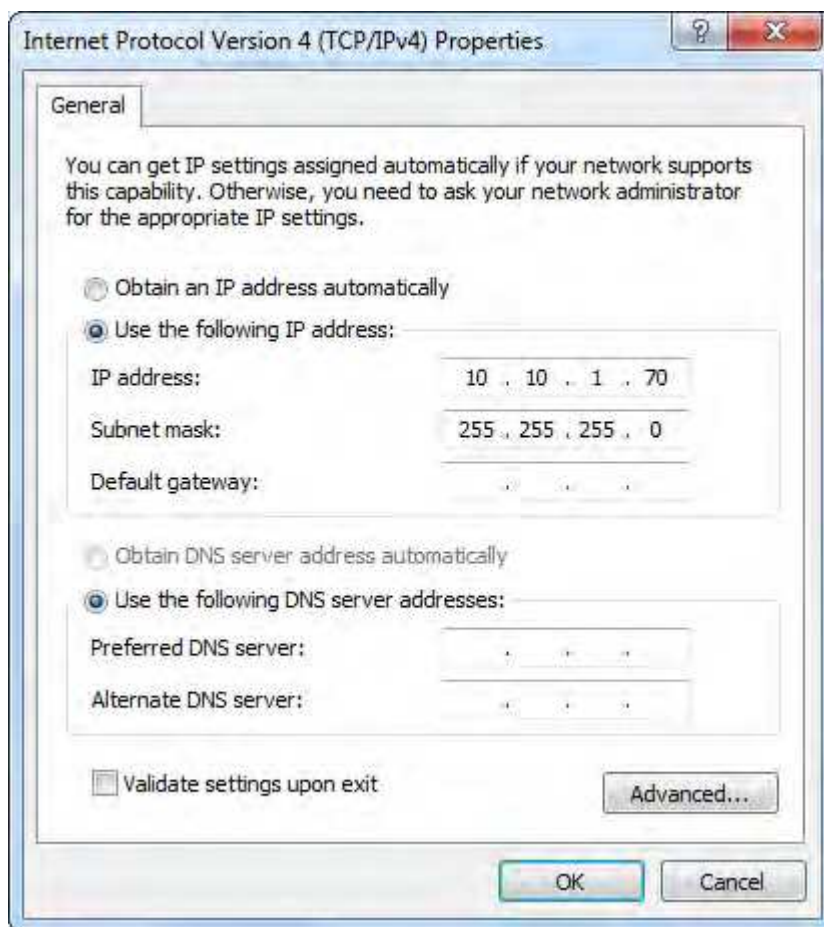 Internet Protocol Version 4 (TCP/IPv4) Properties
General
You can get IP settings assigned automatically if your network supports
this capability. Otherwise, you need to ask your network administrator
for the appropriate IP settings.
Obtain an IP address automatically
Use the following IP address:
IP address: 10 . 10 . 1 . 70
Subnet mask: 255 . 255 . 255 . 0
Default gateway: . . .
Obtain DNS server address automatically
Use the following DNS server addresses:
Preferred DNS server: . . .
Alternate DNS server: . . .
Validate settings upon exit
Advanced...
OK Cancel